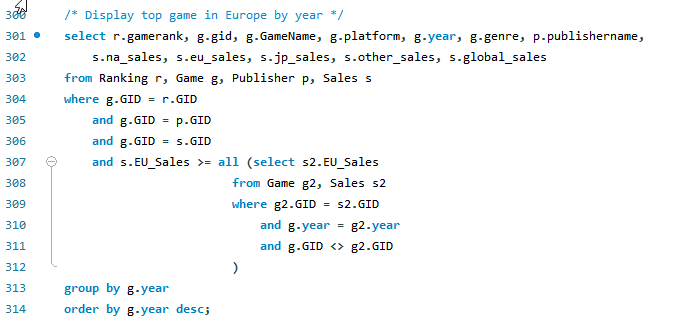 300 /* Display top game in Europe by year */
301 select r.gamerank, g.gid, g.GameName, g.platform, g.year, g.genre, p.publishername,
302 s.na_sales, s.eu_sales, s.jp_sales, s.other_sales, s.global_sales
303 from Ranking r, Game g, Publisher p, Sales s
304 where g.GID = r.GID
305 and g.GID = p.GID
306 and g.GID = s.GID
307 and s.EU_Sales >= all (select s2.EU_Sales
308 from Game g2, Sales s2
309 where g2.GID = s2.GID
310 and g.year = g2.year
311 and g.GID <> g2.GID
312 )
313 group by g.year
314 order by g.year desc;